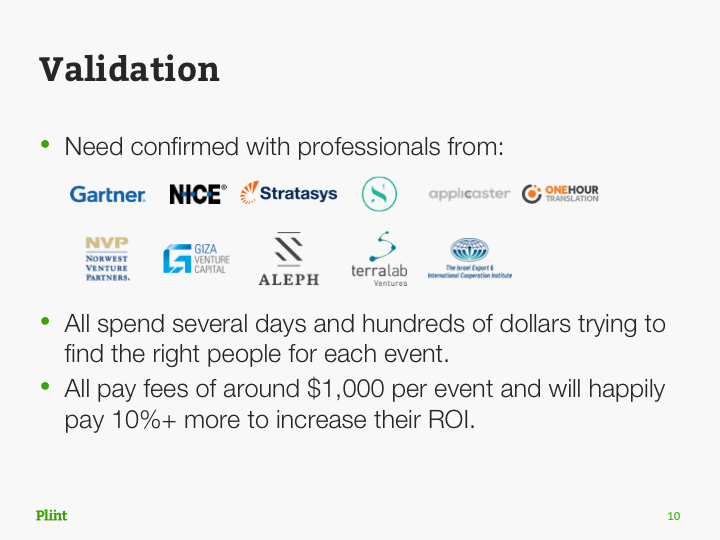 Validation
• Need confirmed with professionals from:
Gartner NICE® Stratasys S applicaster ONEHOUR TRANSLATION
NVP
NORWEST
VENTURE
PARTNERS.
GIZA
VENTURE
CAPITAL
ALEPH
terralab
Ventures
The Israel Export &
International Cooperation Institute
• All spend several days and hundreds of dollars trying to
find the right people for each event.
• All pay fees of around $1,000 per event and will happily
pay 10%+ more to increase their ROI.
Plint
10